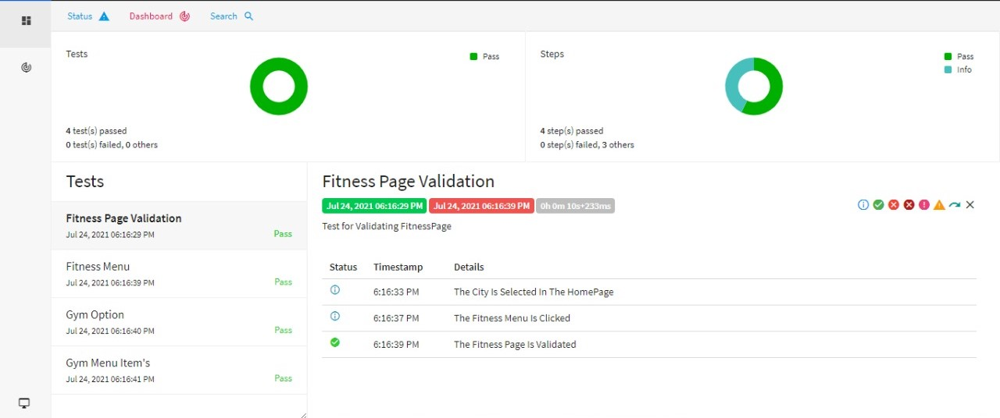 Status Dashboard Search
Tests
Pass
4 test(s) passed
0 test(s) failed, 0 others
Steps
Pass
Info
4 step(s) passed
0 step(s) failed, 3 others
Tests
Fitness Page Validation
Jul 24, 2021 06:16:29 PM Pass
Fitness Menu
Jul 24, 2021 06:16:39 PM Pass
Gym Option
Jul 24, 2021 06:16:40 PM Pass
Gym Menu Item's
Jul 24, 2021 06:16:41 PM Pass
Fitness Page Validation
Jul 24, 2021 06:16:29 PM Jul 24, 2021 06:16:39 PM 0h 0m 10s+233ms
Test for Validating FitnessPage
Status Timestamp Details
6:16:33 PM The City Is Selected In The HomePage
6:16:37 PM The Fitness Menu Is Clicked
6:16:39 PM The Fitness Page Is Validated